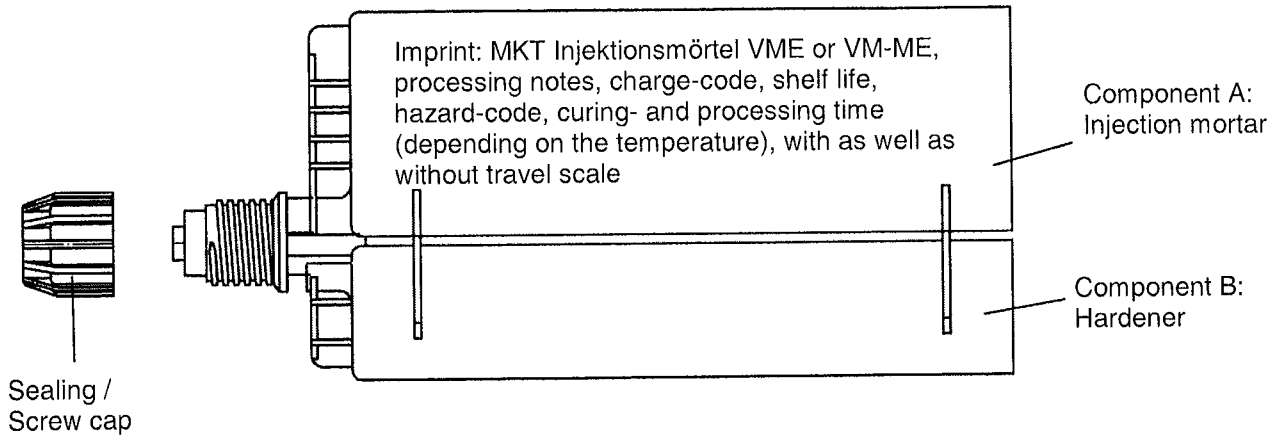 Imprint: MKT Injektionsmörtel VME or VM-ME,
processing notes, charge-code, shelf life,
hazard-code, curing- and processing time
(depending on the temperature), with as well as
without travel scale
Component A:
Injection mortar
Component B:
Hardener
Sealing /
Screw cap